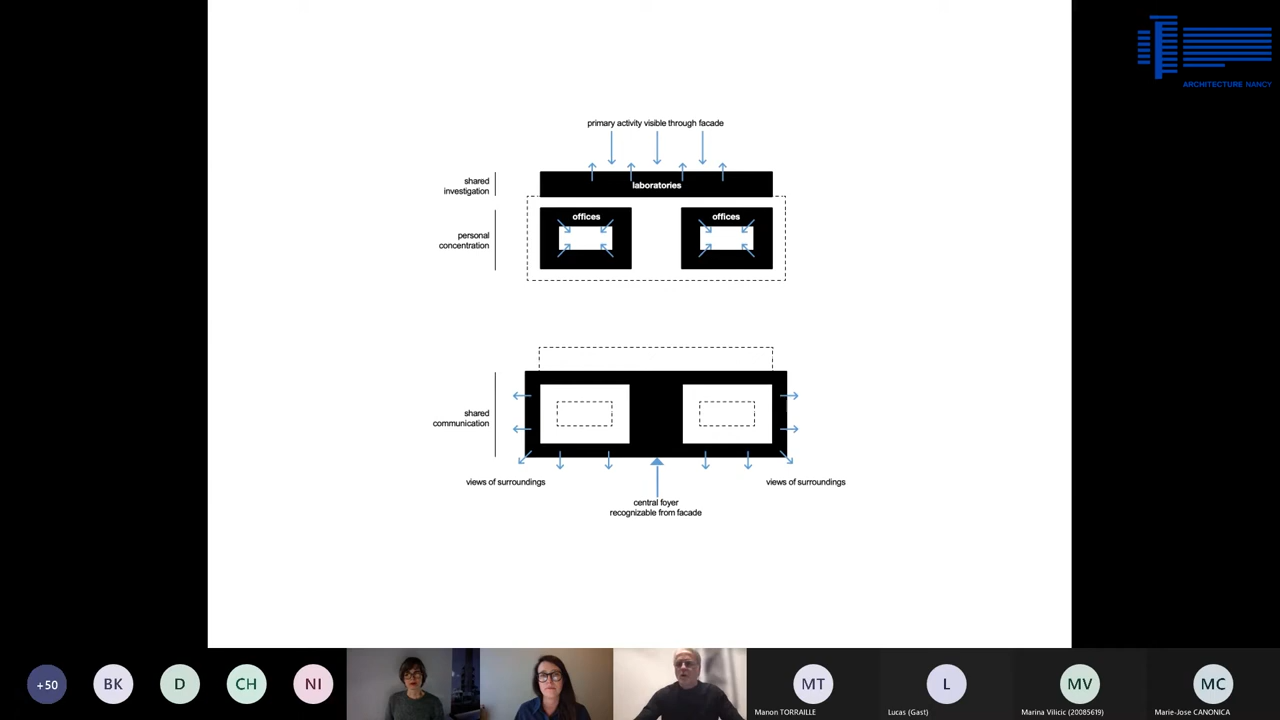 ARCHITECTURE NANCY
primary activity visible through facade
shared
investigation
laboratories
personal
concentration
offices
offices
shared
communication
views of surroundings
views of surroundings
central foyer
recognizable from facade
+50
BK
D
CH
NI
MT
L
MV
MC
Manon TORRAILLE
Lucas (Gast)
Marina Vilicic (20085619)
Marie-Jose CANONICA